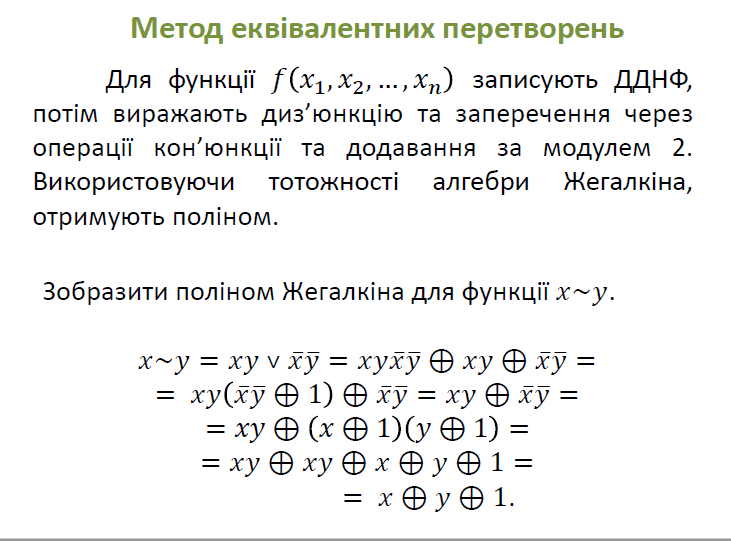 Метод еквівалентних перетворень
Для функції f(x₁, x₂, … , xₙ) записують ДДНФ,
потім виражають диз’юнкцію та заперечення через
операції кон’юнкції та додавання за модулем 2.
Використовуючи тотожності алгебри Жегалкіна,
отримують поліном.
Зобразити поліном Жегалкіна для функції x~y.
x~y = xy ∨ x̄ȳ = xyx̄ȳ ⊕ xy ⊕ x̄ȳ =
= xy(x̄ȳ ⊕ 1) ⊕ x̄ȳ = xy ⊕ x̄ȳ =
= xy ⊕ (x ⊕ 1)(y ⊕ 1) =
= xy ⊕ xy ⊕ x ⊕ y ⊕ 1 =
= x ⊕ y ⊕ 1.